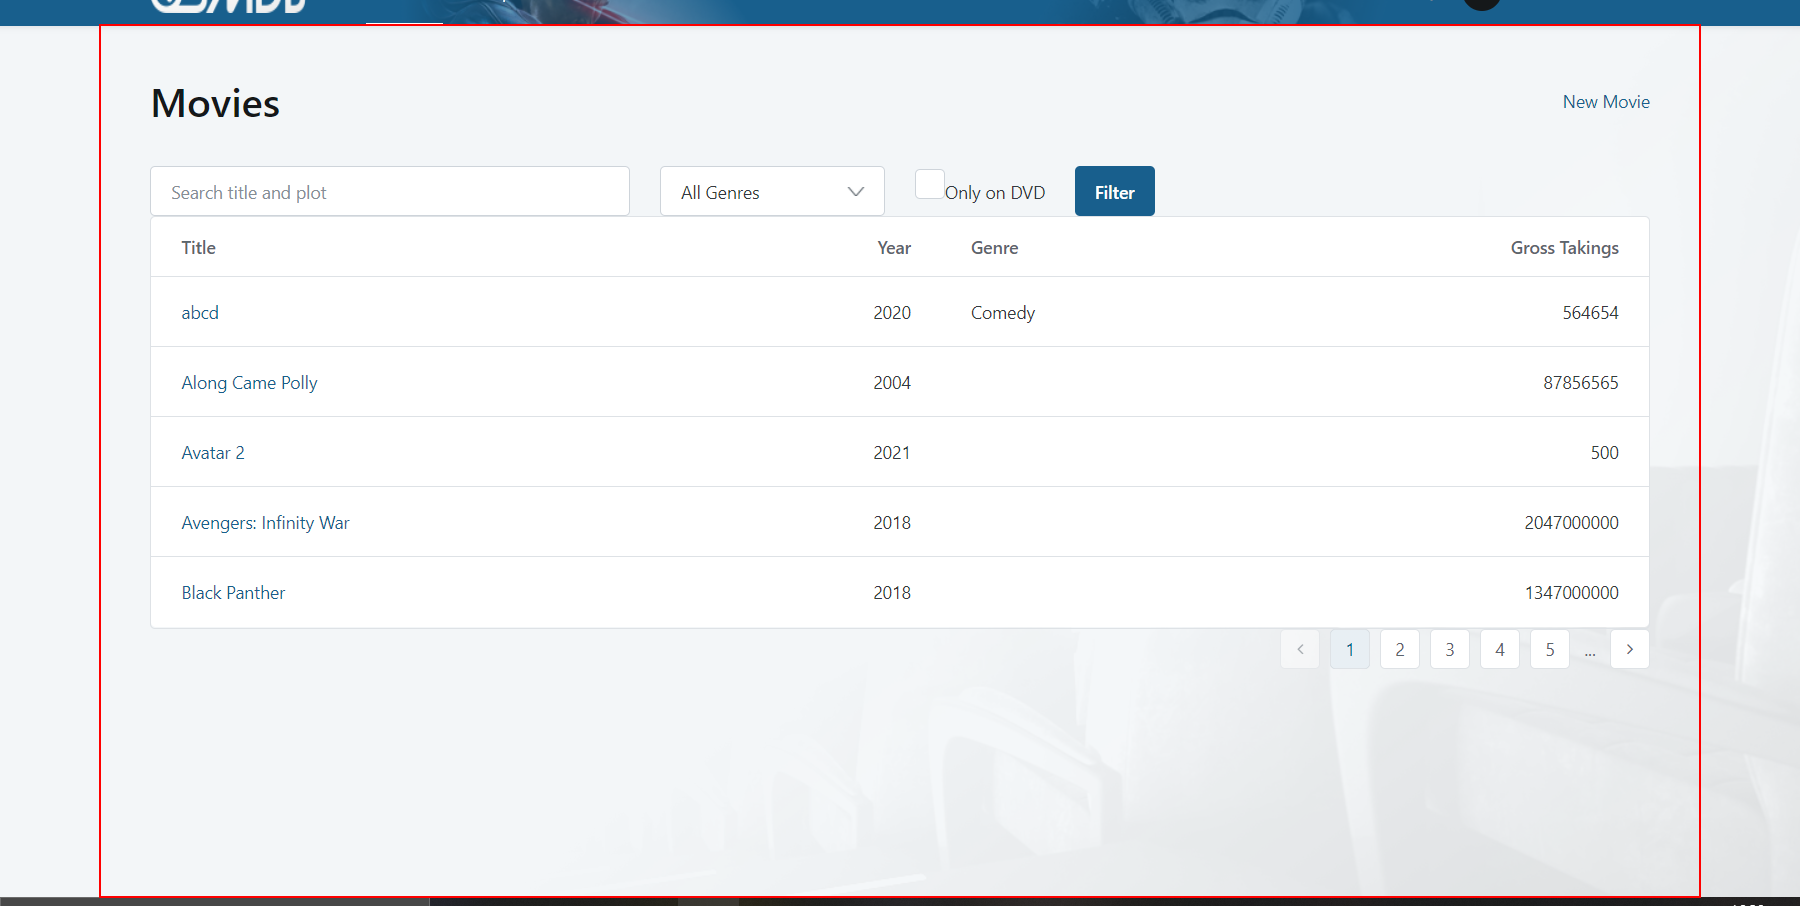 Movies
New Movie
Search title and plot
All Genres
Only on DVD
Filter
Title Year Genre Gross Takings
abcd 2020 Comedy 564654
Along Came Polly 2004 87856565
Avatar 2 2021 500
Avengers: Infinity War 2018 2047000000
Black Panther 2018 1347000000
1 2 3 4 5 ...